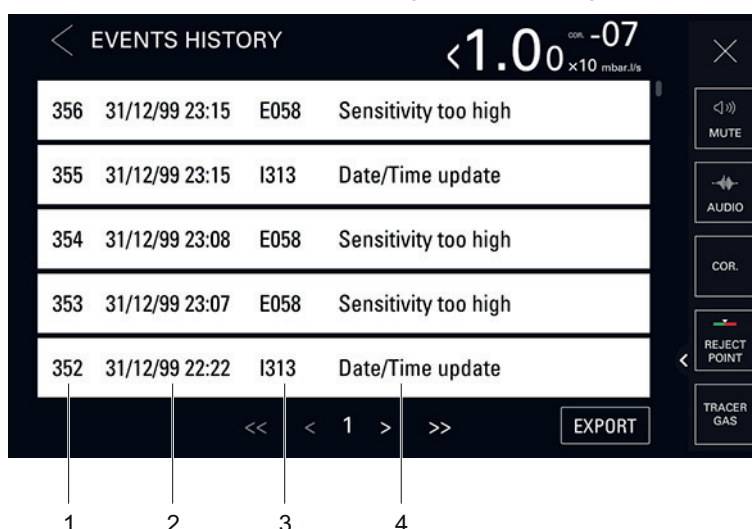 < EVENTS HISTORY
<1.00 COR. -07
×10 mbar.l/s
356 31/12/99 23:15 E058 Sensitivity too high
355 31/12/99 23:15 I313 Date/Time update
354 31/12/99 23:08 E058 Sensitivity too high
353 31/12/99 23:07 E058 Sensitivity too high
352 31/12/99 22:22 I313 Date/Time update
<< < 1 > >> EXPORT
MUTE
AUDIO
COR.
REJECT
POINT
<
TRACER
GAS
1 2 3 4